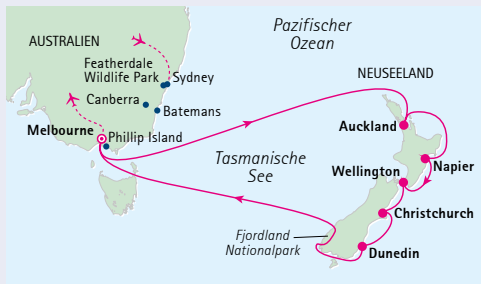 Pazifischer
Ozean
AUSTRALIEN
Featherdale
Wildlife Park
Sydney
NEUSEELAND
Canberra
Batemans
Melbourne
Phillip Island
Auckland
Tasmanische
See
Wellington
Napier
Christchurch
Fjordland
Nationalpark
Dunedin